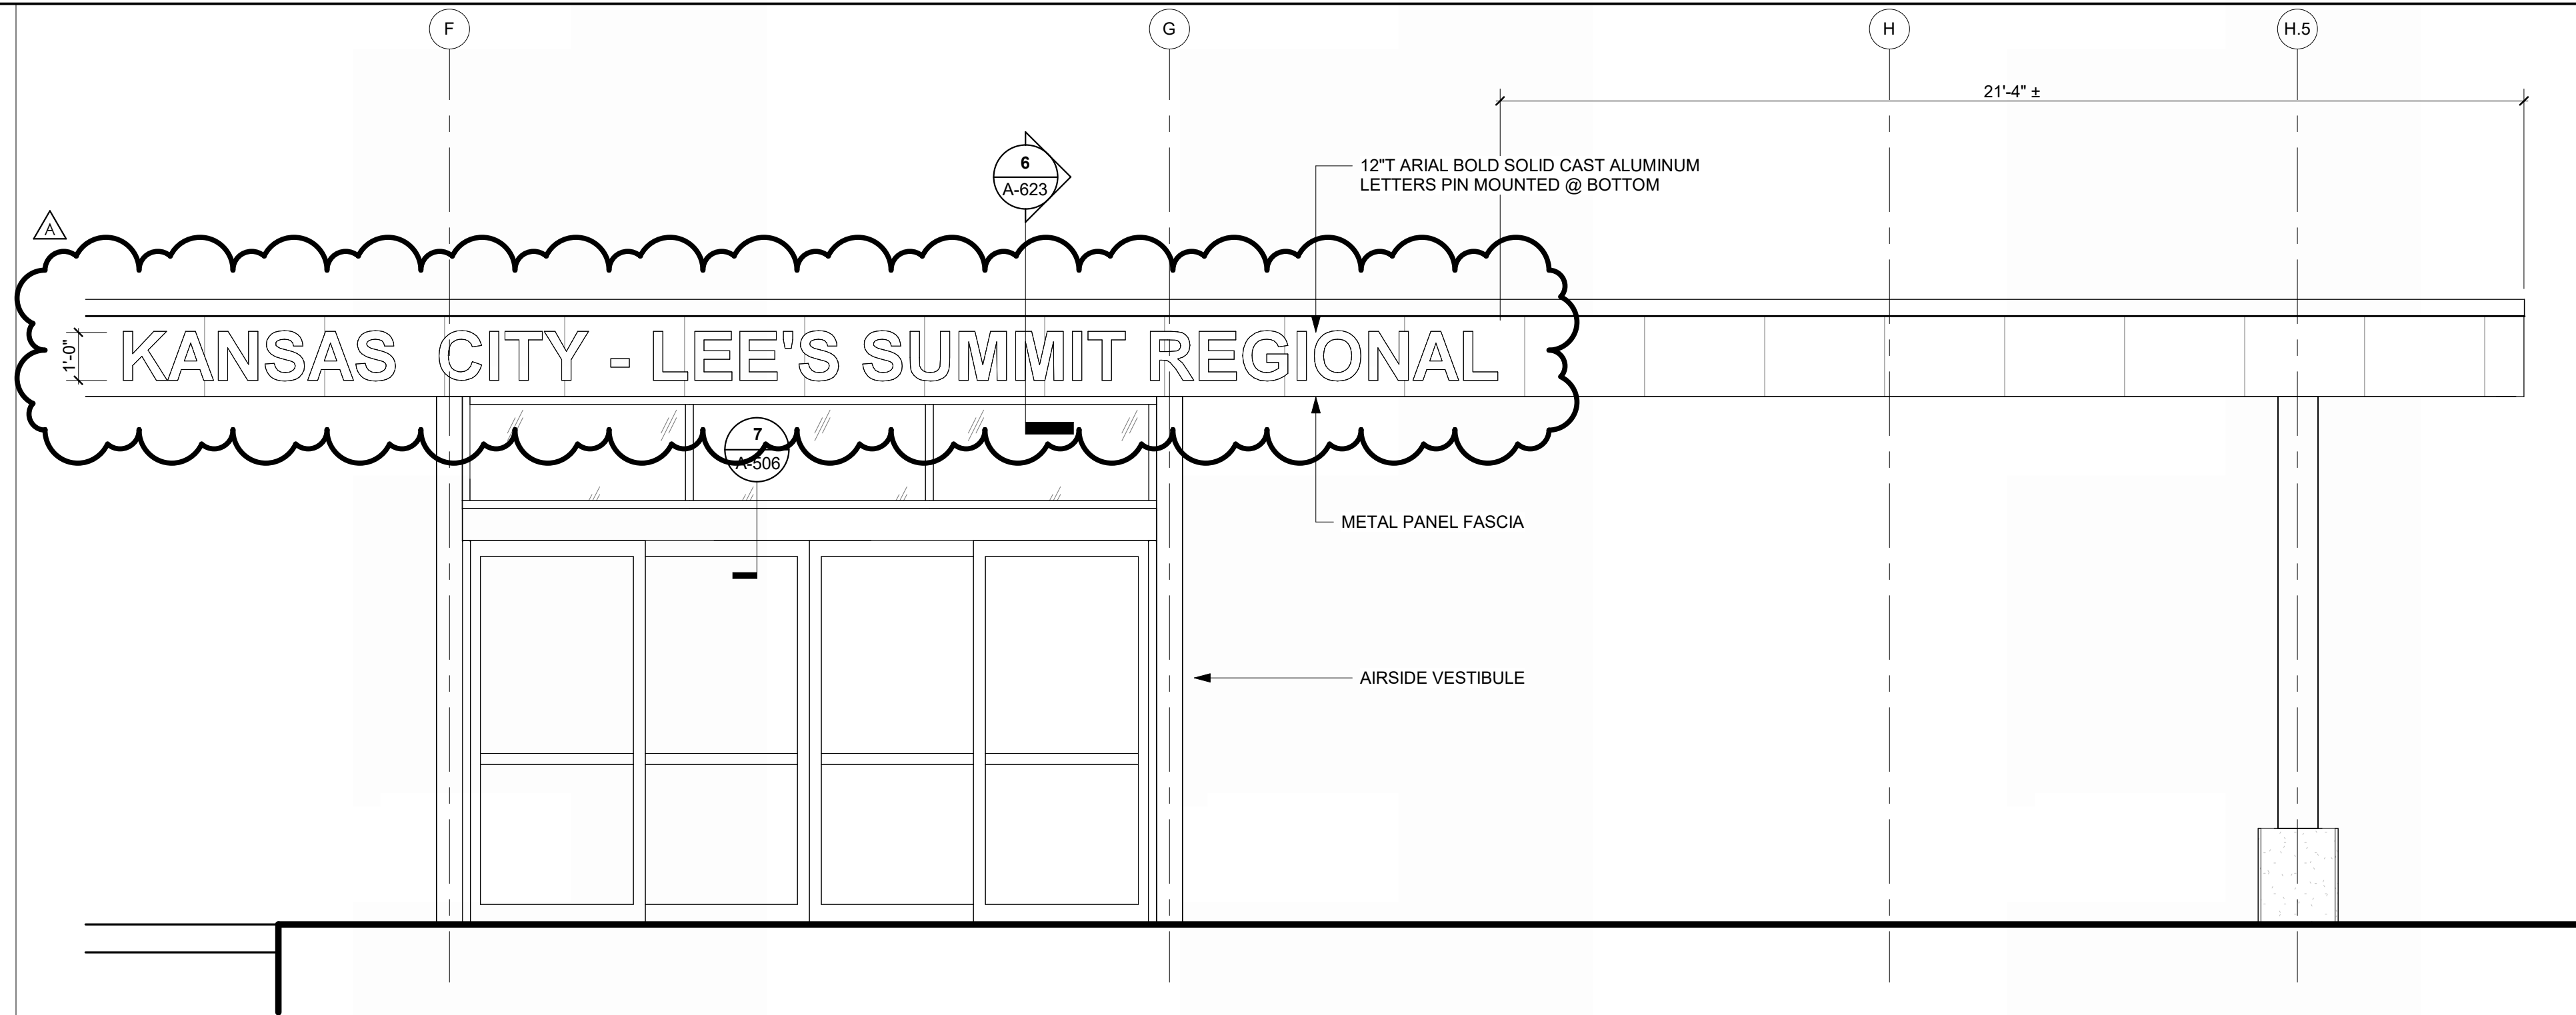 F
G
H
H.5
21'-4" ±
6
A-623
12"T ARIAL BOLD SOLID CAST ALUMINUM
LETTERS PIN MOUNTED @ BOTTOM
A
1'-0"
KANSAS CITY - LEE'S SUMMIT REGIONAL
7
A-506
METAL PANEL FASCIA
AIRSIDE VESTIBULE